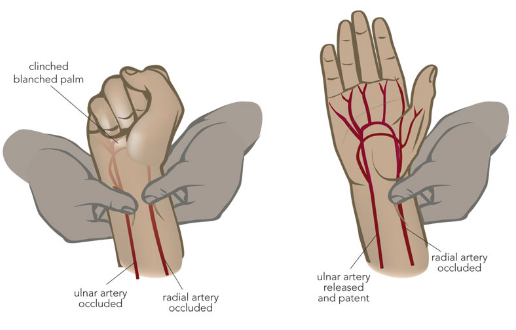 clinched
blanched palm
ulnar artery
occluded
radial artery
occluded
ulnar artery
released
and patent
radial artery
occluded